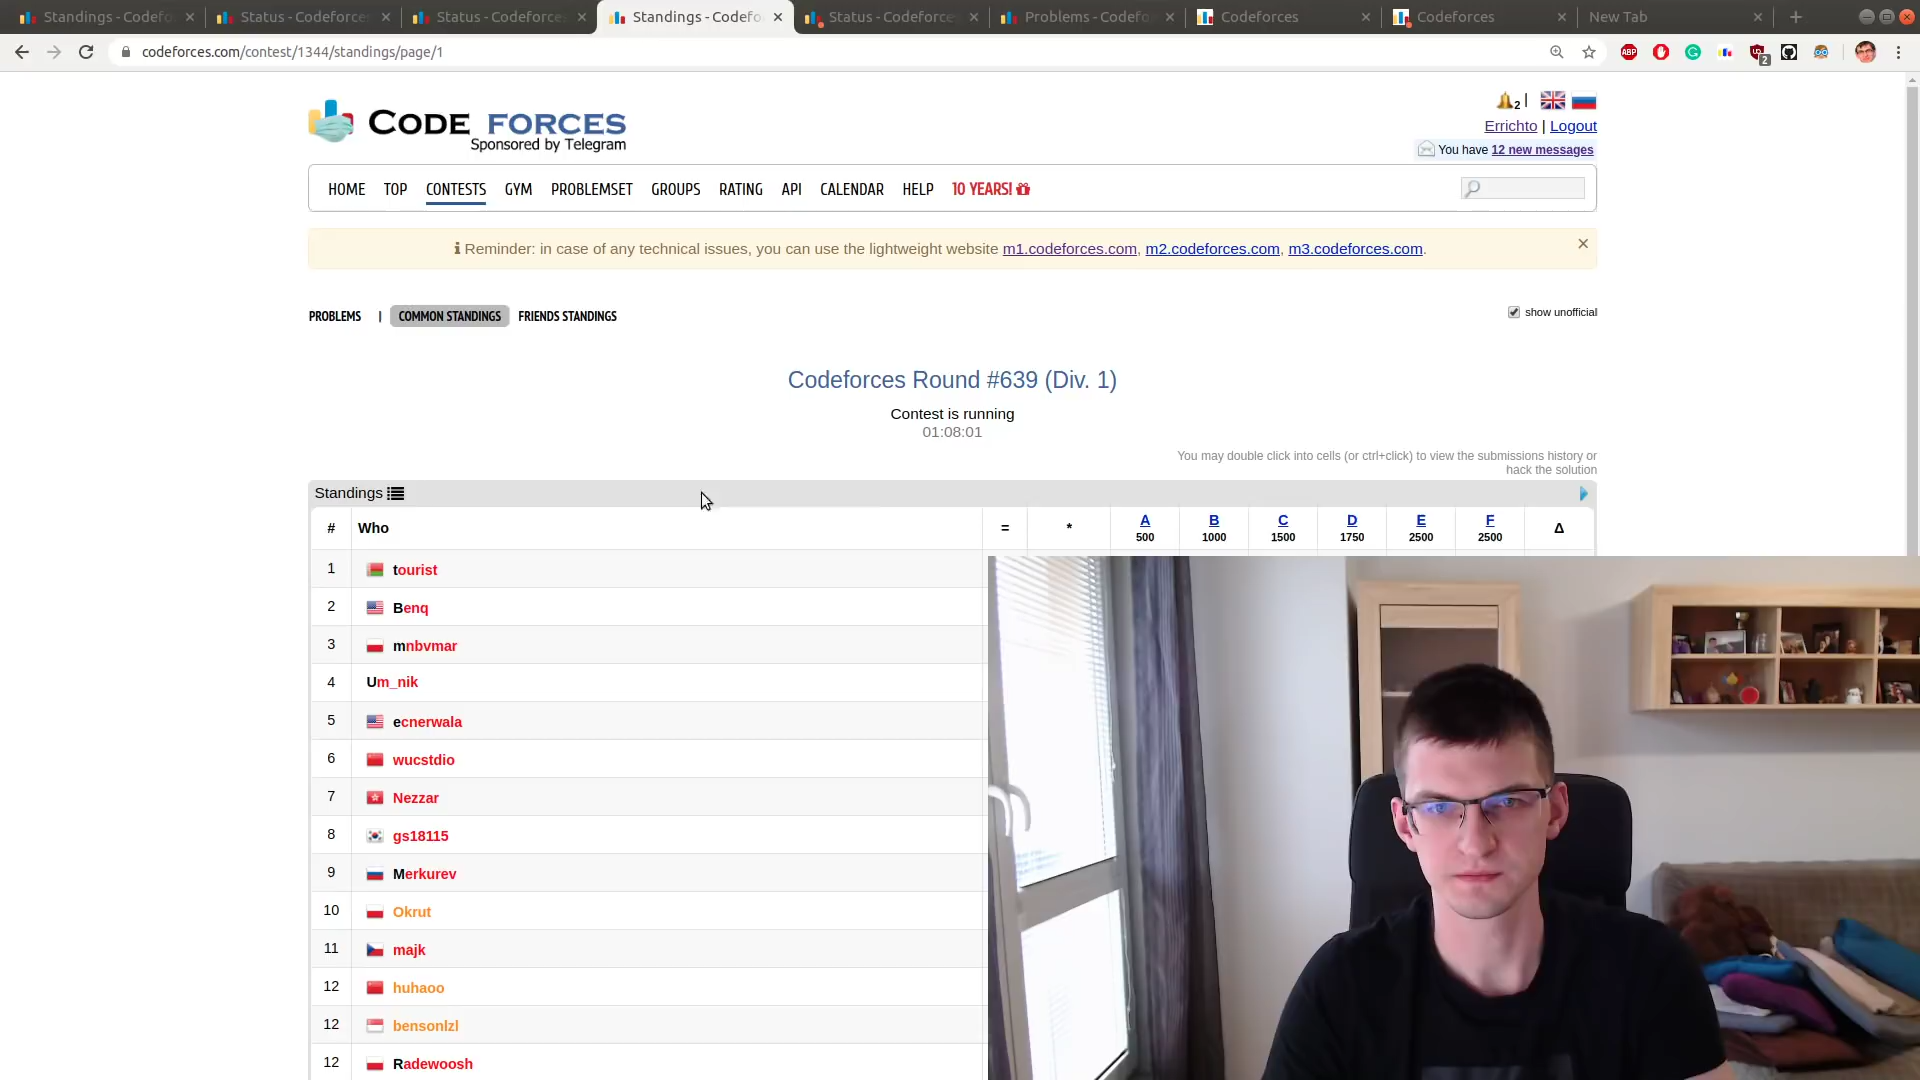 Standings - Codefo
Status - Codeforces
Status - Codeforces
Standings - Codefo
Status - Codeforces
Problems - Codefo
Codeforces
Codeforces
New Tab
codeforces.com/contest/1344/standings/page/1
ABP
2
CODE FORCES
Sponsored by Telegram
2 |
Errichto | Logout
You have 12 new messages
HOME TOP CONTESTS GYM PROBLEMSET GROUPS RATING API CALENDAR HELP 10 YEARS!
Reminder: in case of any technical issues, you can use the lightweight website m1.codeforces.com, m2.codeforces.com, m3.codeforces.com.
PROBLEMS | COMMON STANDINGS FRIENDS STANDINGS
show unofficial
Codeforces Round #639 (Div. 1)
Contest is running
01:08:01
You may double click into cells (or ctrl+click) to view the submissions history or
hack the solution
Standings
# Who = * A B C D E F Δ
500 1000 1500 1750 2500 2500
1 tourist
2 Benq
3 mnbvmar
4 Um_nik
5 ecnerwala
6 wucstdio
7 Nezzar
8 gs18115
9 Merkurev
10 Okrut
11 majk
12 huhaoo
12 bensonlzl
12 Radewoosh